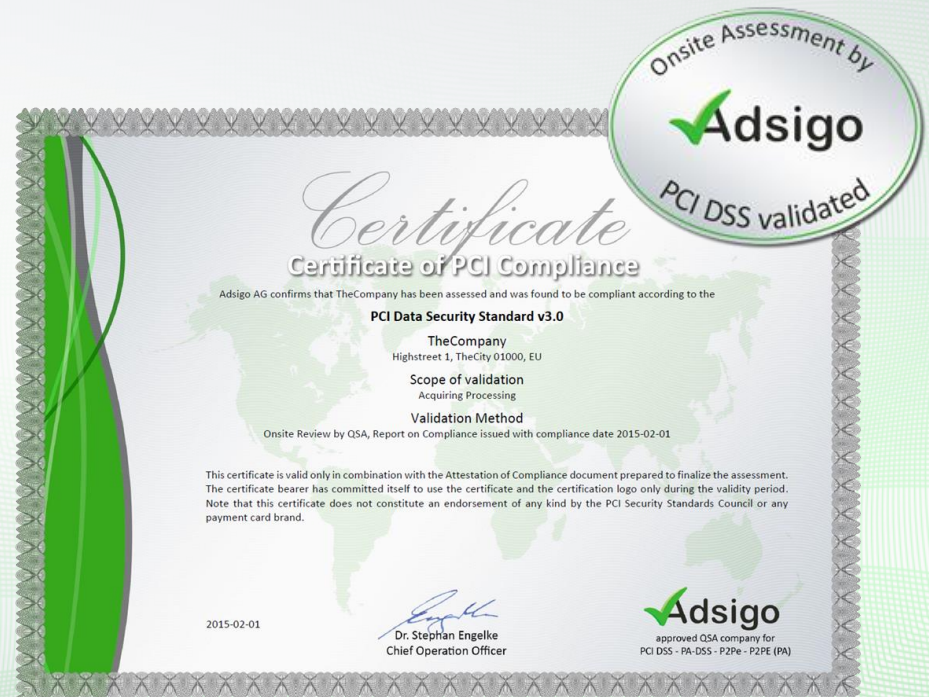 Onsite Assessment by
Adsigo
PCI DSS validated
Certificate
Certificate of PCI Compliance
Adsigo AG confirms that TheCompany has been assessed and was found to be compliant according to the
PCI Data Security Standard v3.0
TheCompany
Highstreet 1, TheCity 01000, EU
Scope of validation
Acquiring Processing
Validation Method
Onsite Review by QSA, Report on Compliance issued with compliance date 2015-02-01
This certificate is valid only in combination with the Attestation of Compliance document prepared to finalize the assessment.
The certificate bearer has committed itself to use the certificate and the certification logo only during the validity period.
Note that this certificate does not constitute an endorsement of any kind by the PCI Security Standards Council or any
payment card brand.
2015-02-01
Dr. Stephan Engelke
Chief Operation Officer
Adsigo
approved QSA company for
PCI DSS - PA-DSS - P2Pe - P2PE (PA)